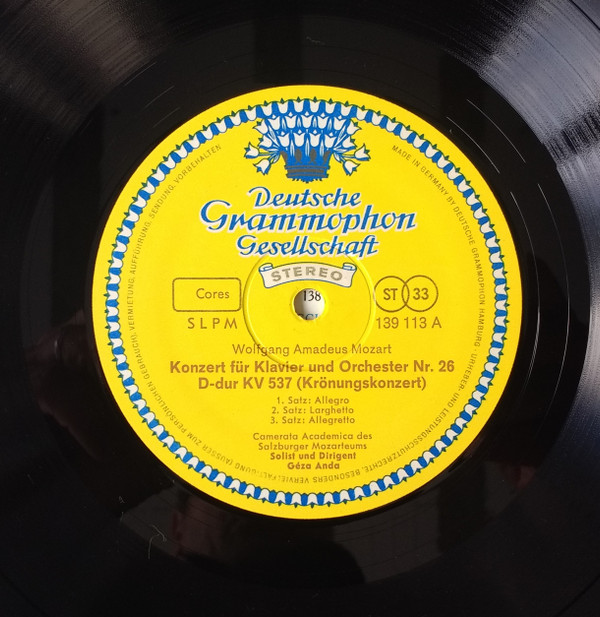 Deutsche
Grammophon
Gesellschaft
STEREO
Cores
138
ST 33
SLPM
139 113 A
Wolfgang Amadeus Mozart
Konzert für Klavier und Orchester Nr. 26
D-dur KV 537 (Krönungskonzert)
1. Satz: Allegro
2. Satz: Larghetto
3. Satz: Allegretto
Camerata Academica des
Salzburger Mozarteums
Solist und Dirigent
Géza Anda
MADE IN GERMANY BY DEUTSCHE GRAMMOPHON HAMBURG · URHEBER- UND LEISTUNGSSCHUTZRECHTE, BESONDERS VERVIELFÄLTIGUNG (AUSSER ZUM PERSÖNLICHEN GEBRAUCH), VERMIETUNG, AUFFÜHRUNG, SENDUNG, VORBEHALTEN